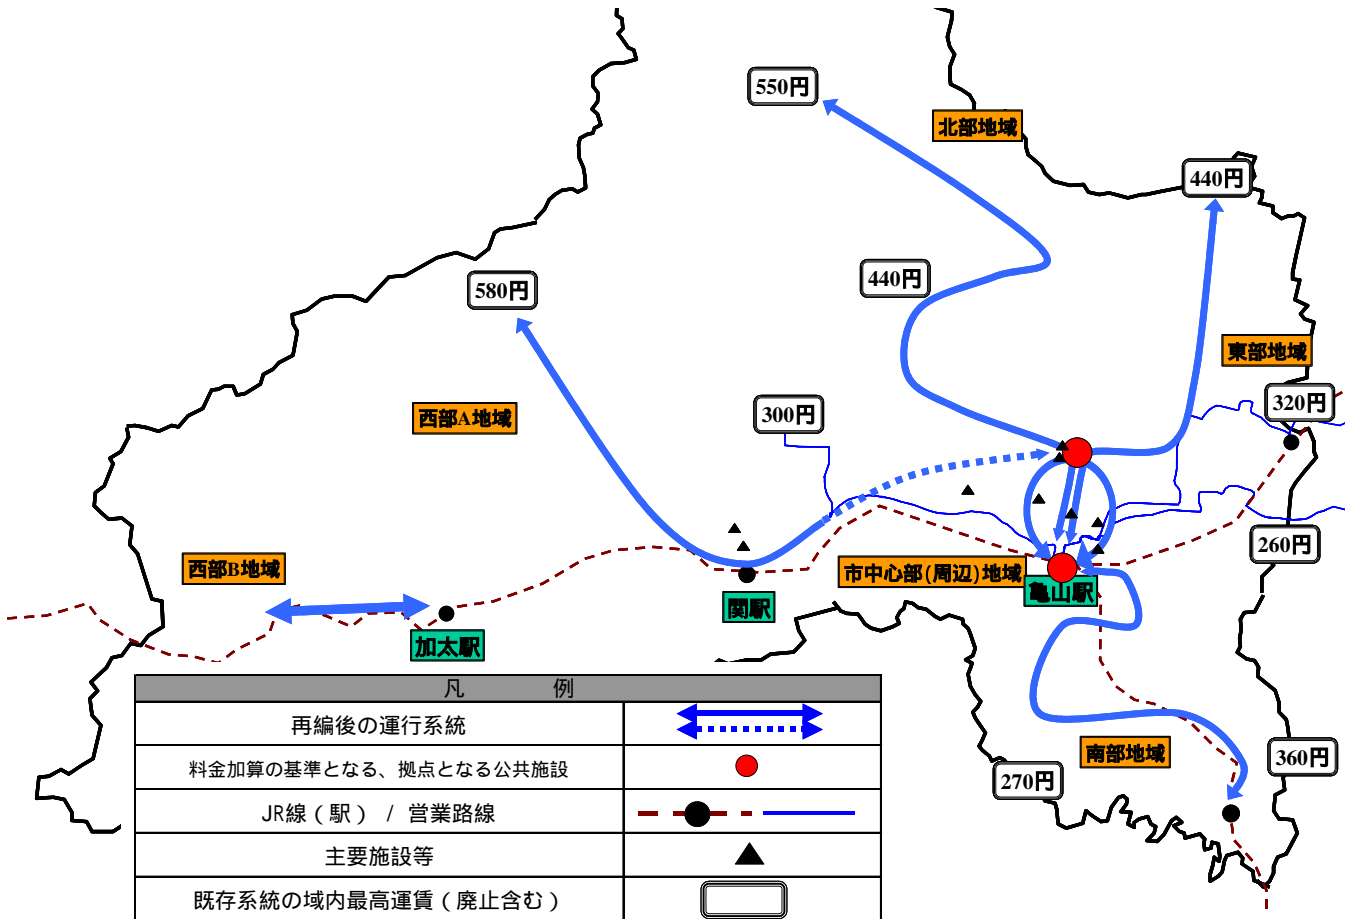 550円
北部地域
440円
440円
580円
東部地域
西部A地域
300円
320円
260円
西部B地域
市中心部(周辺)地域
亀山駅
関駅
加太駅
南部地域
270円
360円
凡 例
再編後の運行系統
料金加算の基準となる、拠点となる公共施設
JR線(駅) / 営業路線
主要施設等
既存系統の域内最高運賃(廃止含む)